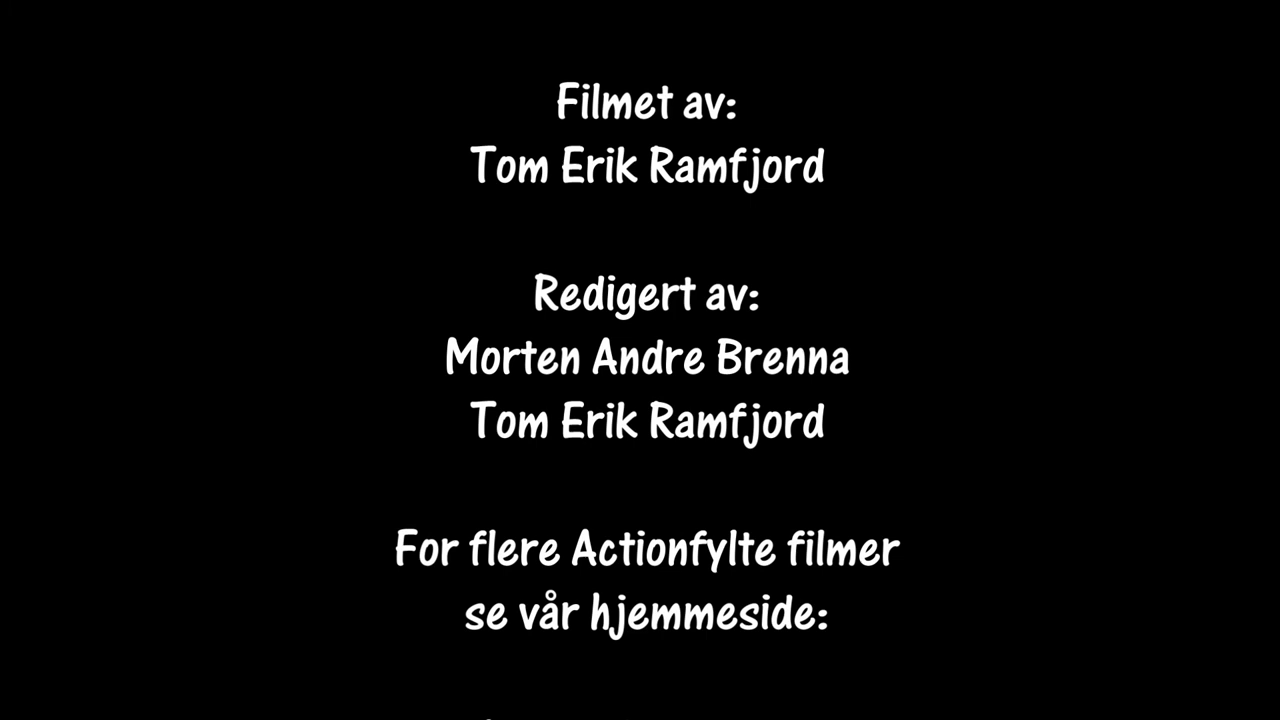 Filmet av:
Tom Erik Ramfjord
Redigert av:
Morten Andre Brenna
Tom Erik Ramfjord
For flere Actionfylte filmer
se vår hjemmeside: